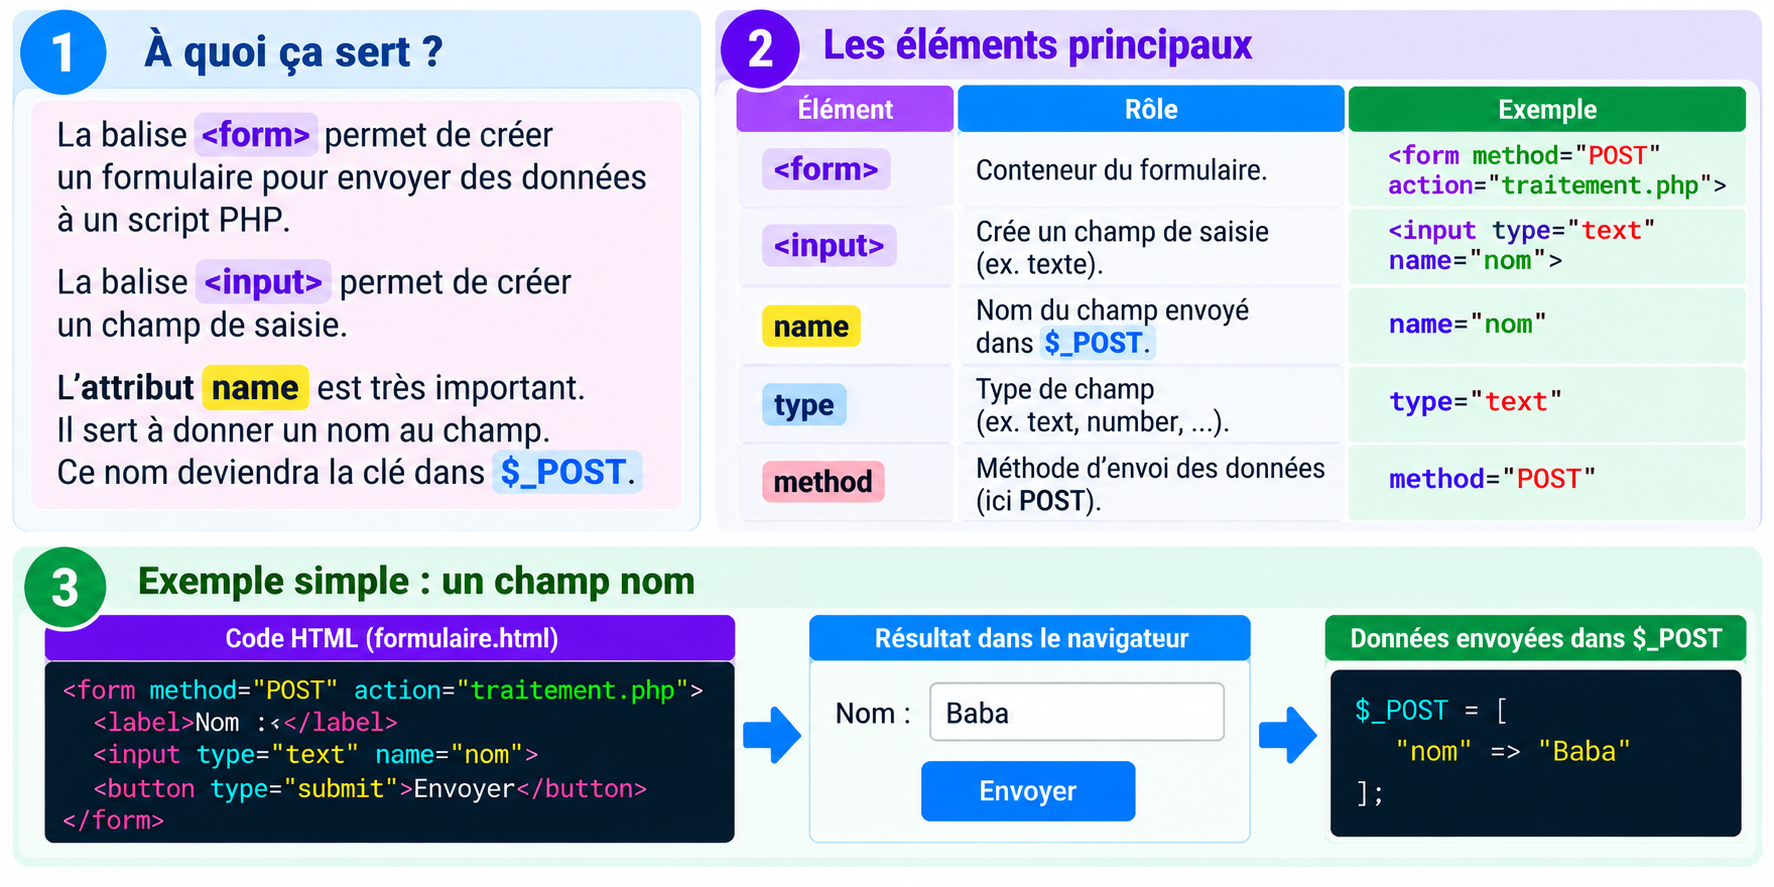 1
À quoi ça sert ?
La balise <form> permet de créer
un formulaire pour envoyer des données
à un script PHP.
La balise <input> permet de créer
un champ de saisie.
L’attribut name est très important.
Il sert à donner un nom au champ.
Ce nom deviendra la clé dans $_POST.
2
Les éléments principaux
Élément Rôle Exemple
<form>
Conteneur du formulaire.
<form method="POST"
action="traitement.php">
<input>
Crée un champ de saisie
(ex. texte).
<input type="text"
name="nom">
name
Nom du champ envoyé
dans $_POST.
name="nom"
type
Type de champ
(ex. text, number, ...).
type="text"
method
Méthode d’envoi des données
(ici POST).
method="POST"
3
Exemple simple : un champ nom
Code HTML (formulaire.html)
<form method="POST" action="traitement.php">
<label>Nom :</label>
<input type="text" name="nom">
<button type="submit">Envoyer</button>
</form>
Résultat dans le navigateur
Nom : Baba
Envoyer
Données envoyées dans $_POST
$_POST = [
"nom" => "Baba"
];